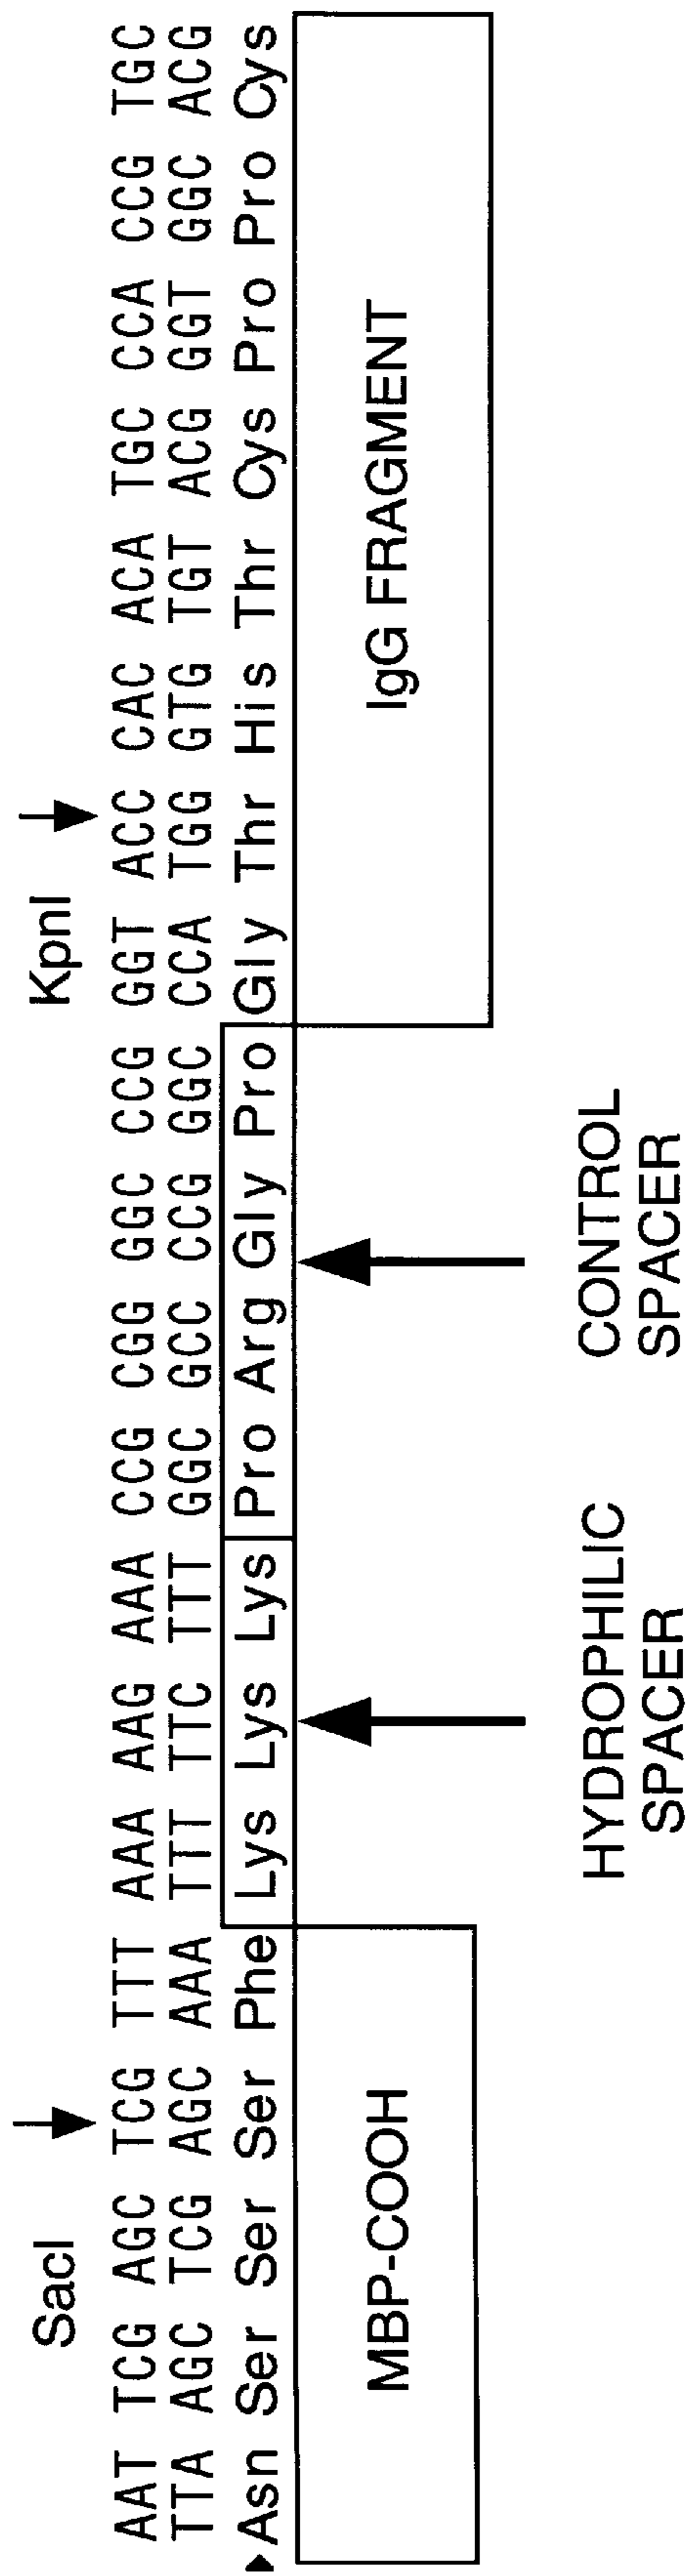 SacI KpnI
AAT TCG AGC TCG TTT AAA AAG AAA CCG CGG GGC CCG GGT ACC CAC ACA TGC CCA CCG TGC
TTA AGC TCG AGC AAA TTT TTC TTT GGC GCC CCG GGC CCA TGG GTG TGT ACG GGT GGC ACG
Asn Ser Ser Ser Phe Lys Lys Lys Pro Arg Gly Pro Gly Thr His Thr Cys Pro Pro Cys
MBP-COOH
IgG FRAGMENT
HYDROPHILIC
SPACER
CONTROL
SPACER